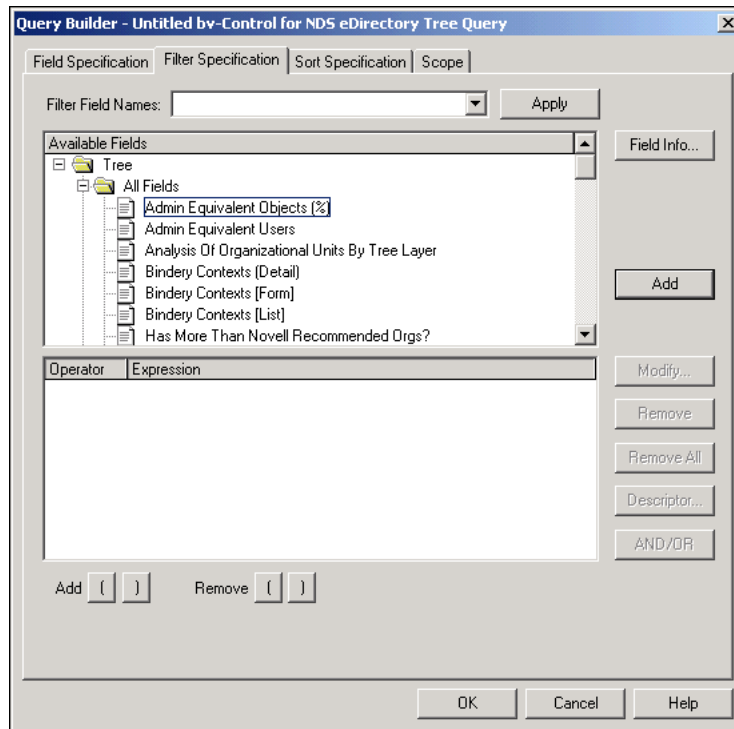 Query Builder - Untitled bv-Control for NDS eDirectory Tree Query
Field Specification Filter Specification Sort Specification Scope
Filter Field Names: Apply
Available Fields Field Info...
Tree
All Fields
Admin Equivalent Objects (%)
Admin Equivalent Users
Analysis Of Organizational Units By Tree Layer
Bindery Contexts (Detail)
Bindery Contexts [Form] Add
Bindery Contexts [List]
Has More Than Novell Recommended Orgs?
Operator Expression Modify...
Remove
Remove All
Descriptor...
AND/OR
Add ( ) Remove ( )
OK Cancel Help